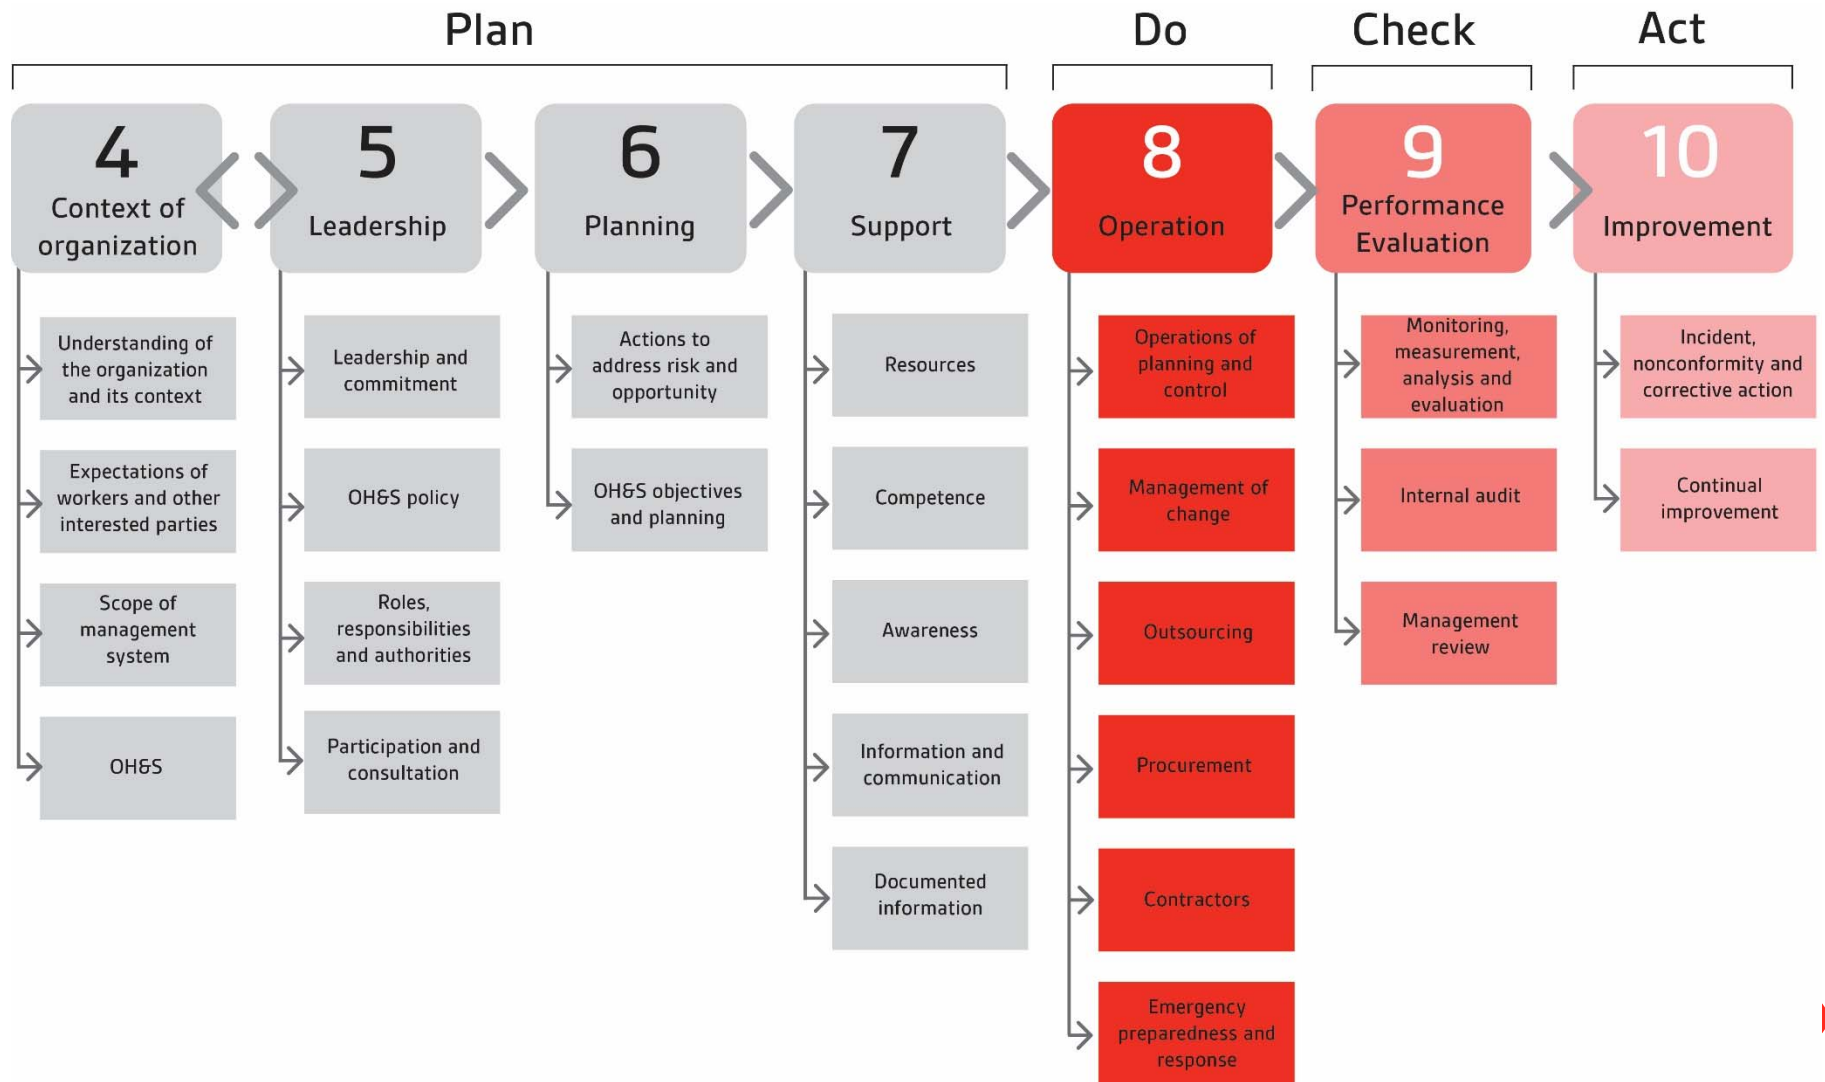 Plan
Do
Check
Act
4
Context of
organization
5
Leadership
6
Planning
7
Support
8
Operation
9
Performance
Evaluation
10
Improvement
Understanding of
the organization
and its context
Expectations of
workers and other
interested parties
Scope of
management
system
OH&S
Leadership and
commitment
OH&S policy
Roles,
responsibilities
and authorities
Participation and
consultation
Actions to
address risk and
opportunity
OH&S objectives
and planning
Resources
Competence
Awareness
Information and
communication
Documented
information
Operations of
planning and
control
Management of
change
Outsourcing
Procurement
Contractors
Emergency
preparedness and
response
Monitoring,
measurement,
analysis and
evaluation
Internal audit
Management
review
Incident,
nonconformity and
corrective action
Continual
improvement